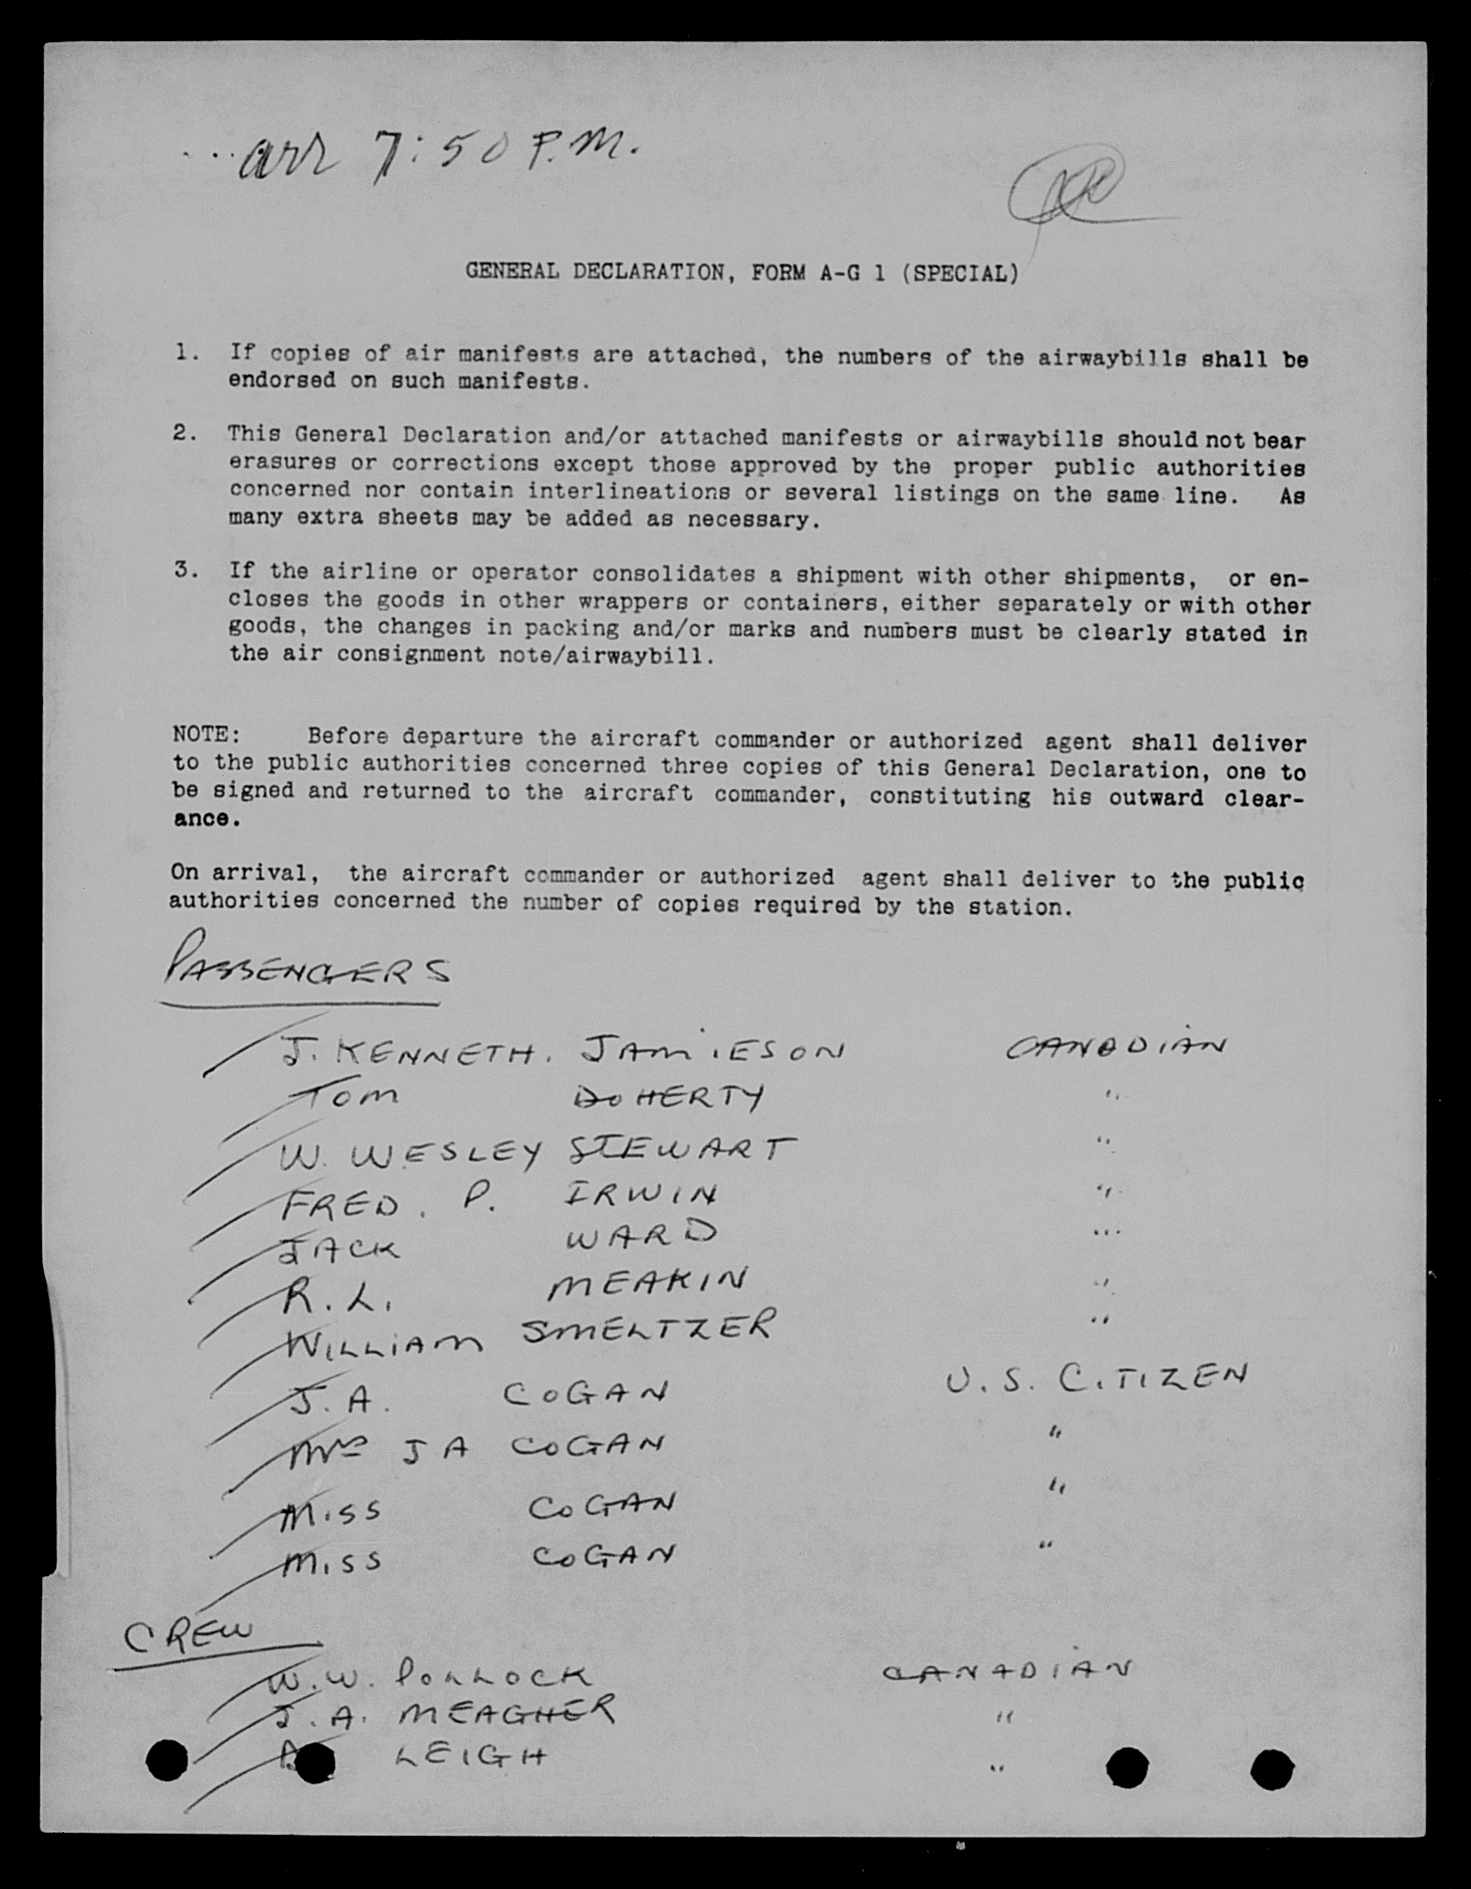 arr 7:50 P.M.
GENERAL DECLARATION, FORM A-G 1 (SPECIAL)
1. If copies of air manifests are attached, the numbers of the airwaybills shall be
endorsed on such manifests.
2. This General Declaration and/or attached manifests or airwaybills should not bear
erasures or corrections except those approved by the proper public authorities
concerned nor contain interlineations or several listings on the same line. As
many extra sheets may be added as necessary.
3. If the airline or operator consolidates a shipment with other shipments, or en-
closes the goods in other wrappers or containers, either separately or with other
goods, the changes in packing and/or marks and numbers must be clearly stated in
the air consignment note/airwaybill.
NOTE: Before departure the aircraft commander or authorized agent shall deliver
to the public authorities concerned three copies of this General Declaration, one to
be signed and returned to the aircraft commander, constituting his outward clear-
ance.
On arrival, the aircraft commander or authorized agent shall deliver to the public
authorities concerned the number of copies required by the station.
PASSENGERS
J. KENNETH. JAMIESON CANADIAN
TOM DOHERTY "
W. WESLEY STEWART "
FRED. P. IRWIN "
JACK WARD "
R.L. MEAKIN "
WILLIAM SMELTZER "
J.A. COGAN U.S. CITIZEN
MRS J A COGAN "
MISS COGAN "
MISS COGAN "
CREW
W.W. POLLOCK CANADIAN
J.A. MEAGHER "
LEIGH "